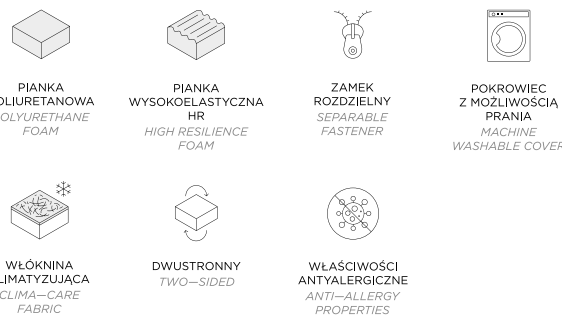 PIANKA
OLIURETANOWA
OLYURETHANE
FOAM
PIANKA
WYSOKOELASTYCZNA
HR
HIGH RESILIENCE
FOAM
ZAMEK
ROZDZIELNY
SEPARABLE
FASTENER
POKROWIEC
Z MOŻLIWOŚCIĄ
PRANIA
MACHINE
WASHABLE COVER
WŁÓKNINA
LIMATYZUJĄCA
CLIMA—CARE
FABRIC
DWUSTRONNY
TWO—SIDED
WŁAŚCIWOŚCI
ANTYALERGICZNE
ANTI—ALLERGY
PROPERTIES